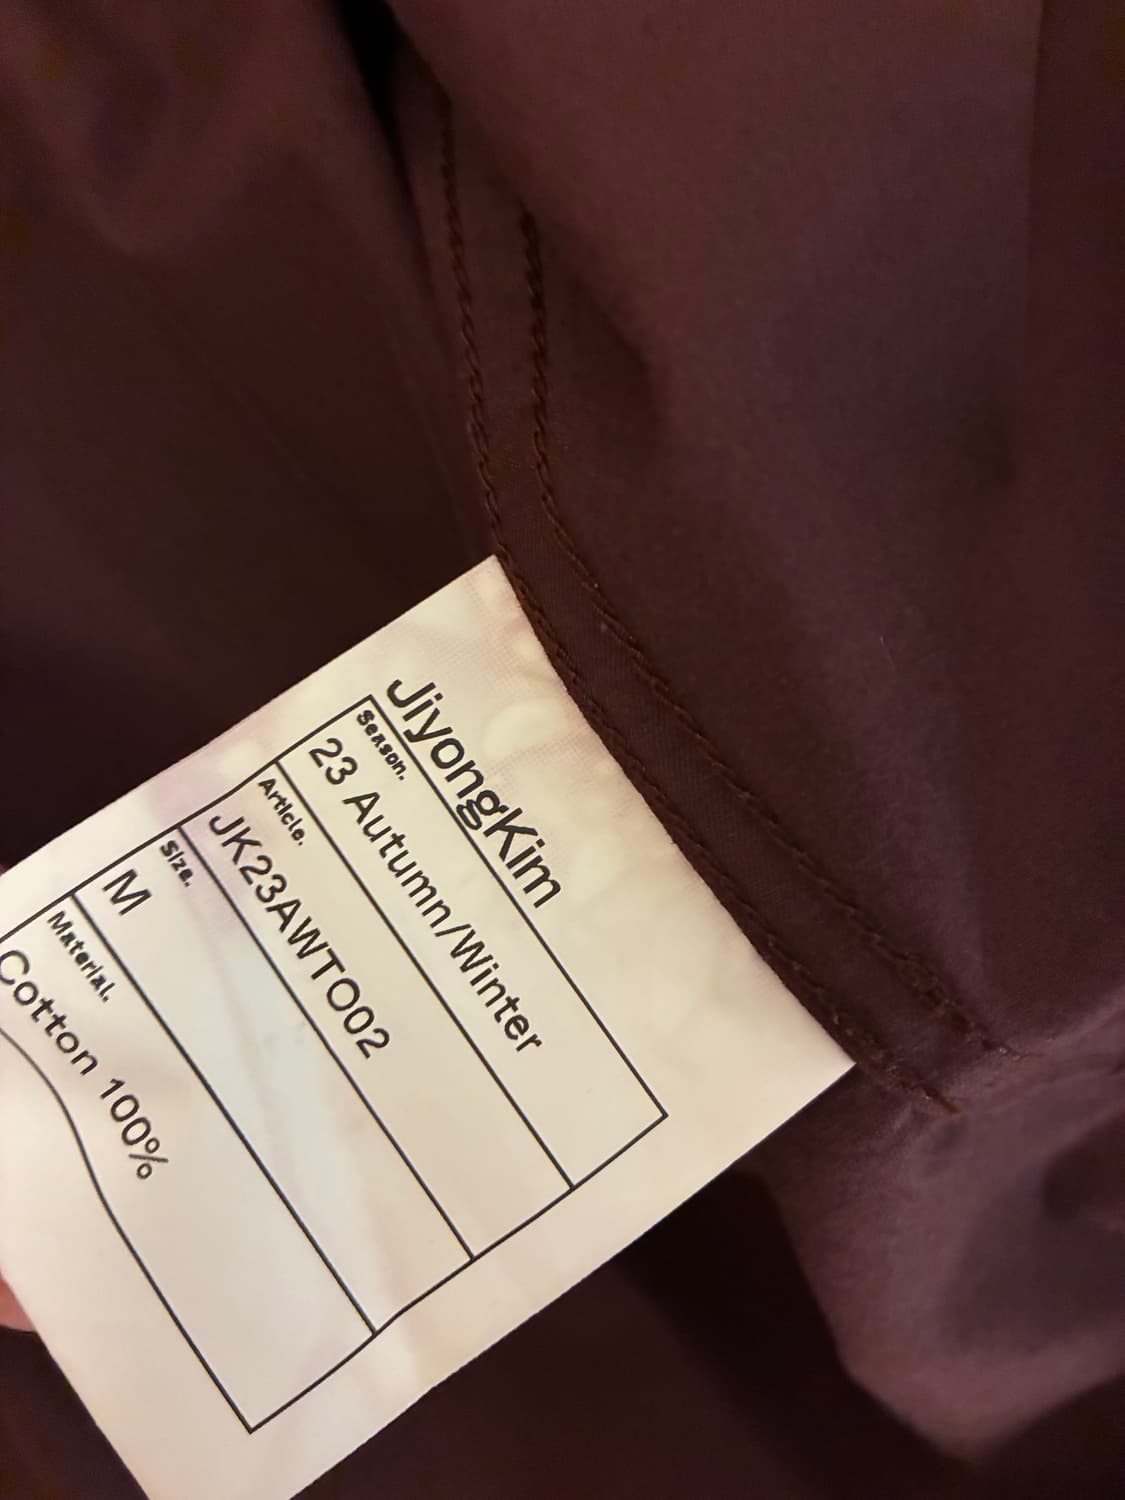 JiyongKim
Season.
23 Autumn/Winter
Article.
JK23AWTO02
Size.
M
Material.
Cotton 100%